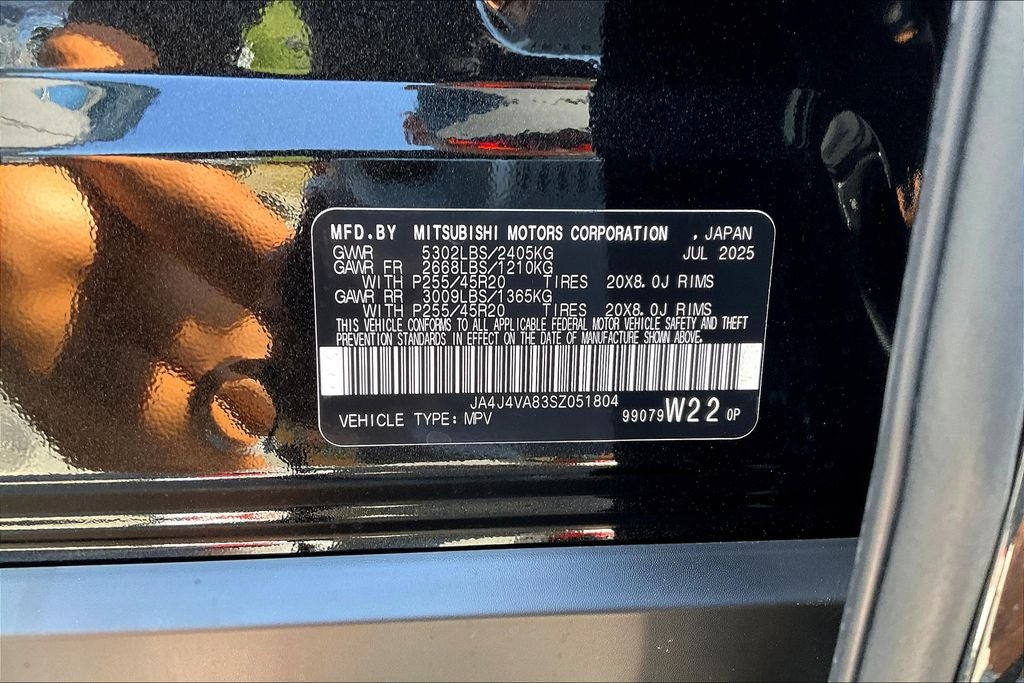 MFD.BY MITSUBISHI MOTORS CORPORATION , JAPAN
GWWR 5302LBS/2405KG JUL 2025
GAWR FR 2668LBS/1210KG
WITH P255/45R20 TIRES 20X8.0J RIMS
GAWR RR 3009LBS/1365KG
WITH P255/45R20 TIRES 20X8.0J RIMS
THIS VEHICLE CONFORMS TO ALL APPLICABLE FEDERAL MOTOR VEHICLE SAFETY AND THEFT
PREVENTION STANDARDS IN EFFECT ON THE DATE OF MANUFACTURE SHOWN ABOVE.
JA4J4VA83SZ051804
VEHICLE TYPE: MPV 99079 W22 0P